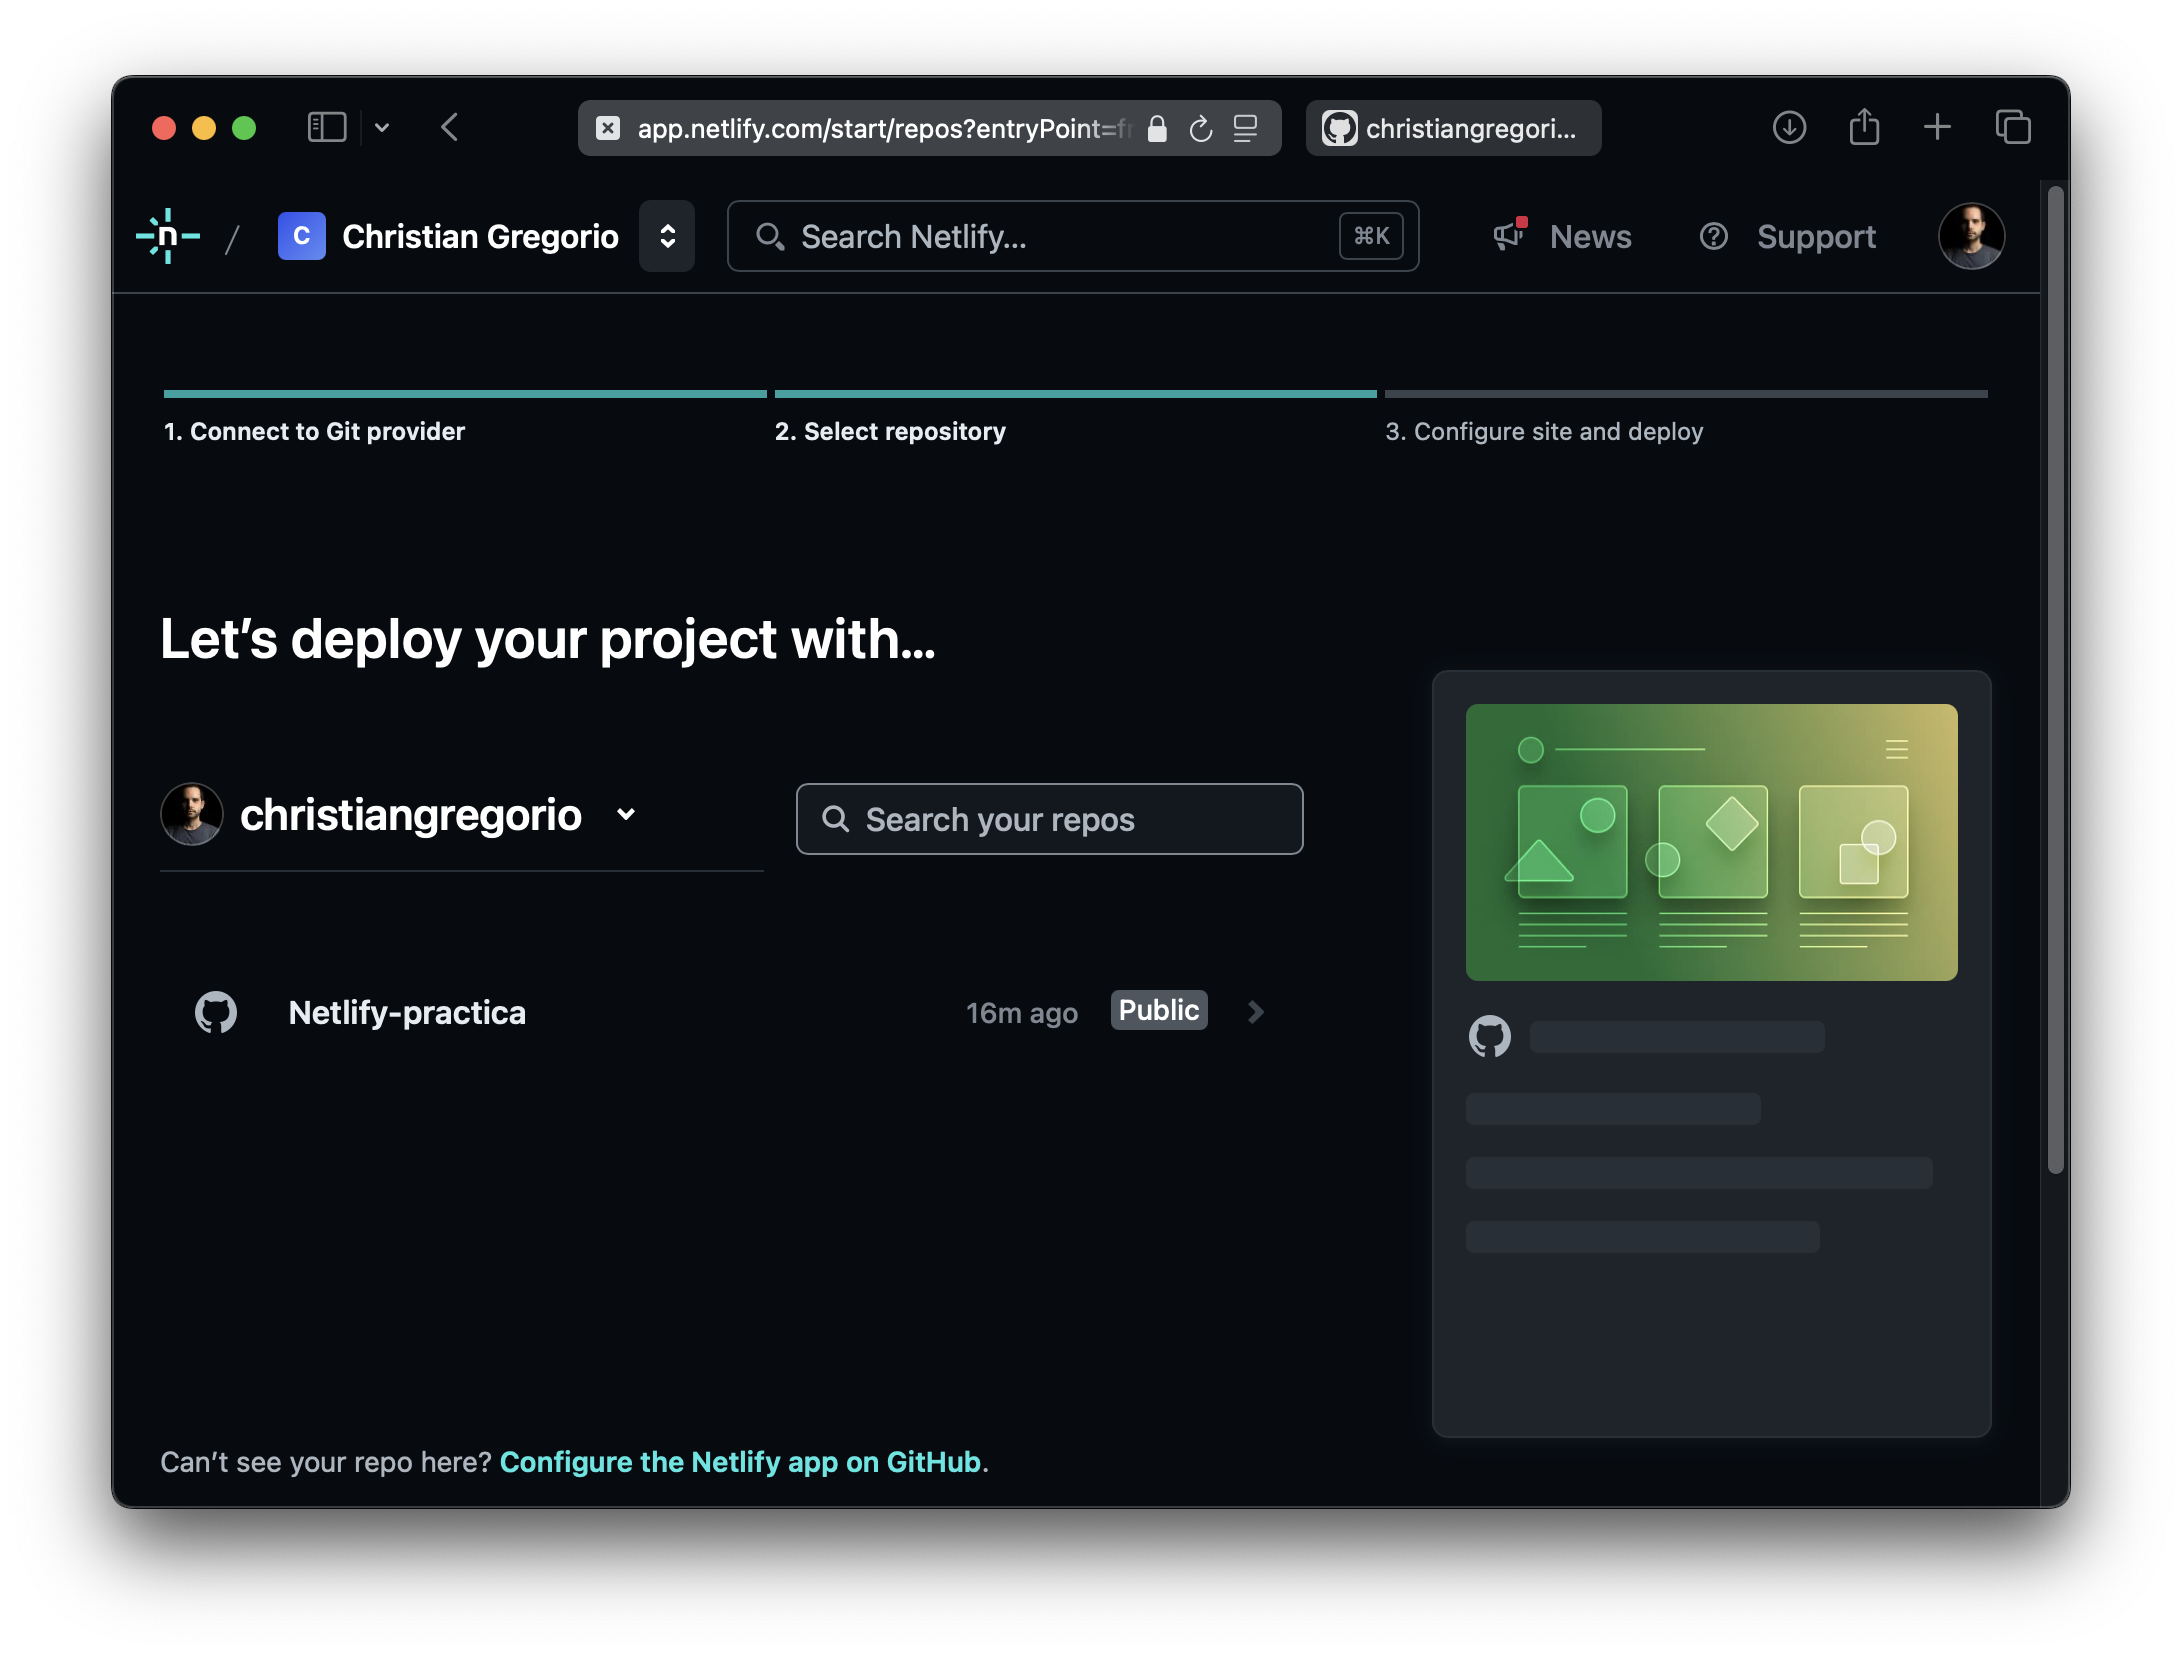 app.netlify.com/start/repos?entryPoint=
christiangregori...
n / C Christian Gregorio
Search Netlify... ⌘K
News
Support
1. Connect to Git provider
2. Select repository
3. Configure site and deploy
Let’s deploy your project with...
christiangregorio
Search your repos
Netlify-practica
16m ago
Public
Can’t see your repo here? Configure the Netlify app on GitHub.